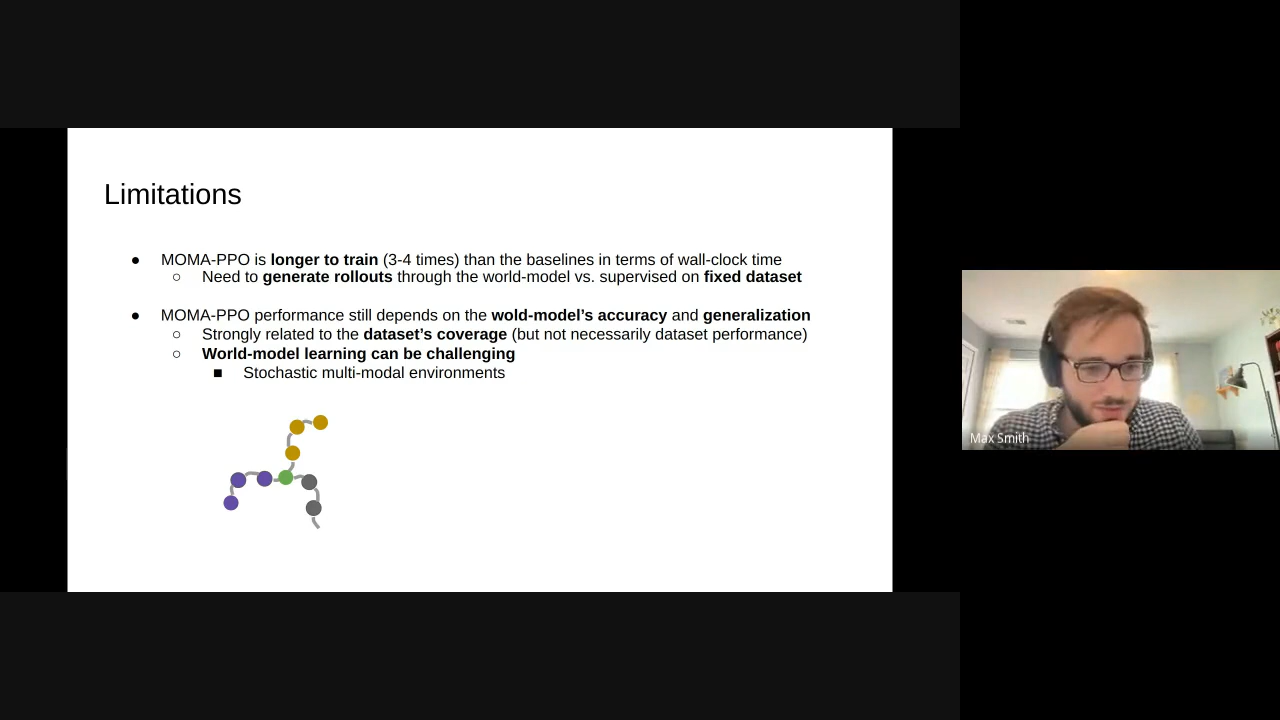 Limitations
● MOMA-PPO is longer to train (3-4 times) than the baselines in terms of wall-clock time
○ Need to generate rollouts through the world-model vs. supervised on fixed dataset
● MOMA-PPO performance still depends on the wold-model's accuracy and generalization
○ Strongly related to the dataset's coverage (but not necessarily dataset performance)
○ World-model learning can be challenging
■ Stochastic multi-modal environments
Max Smith